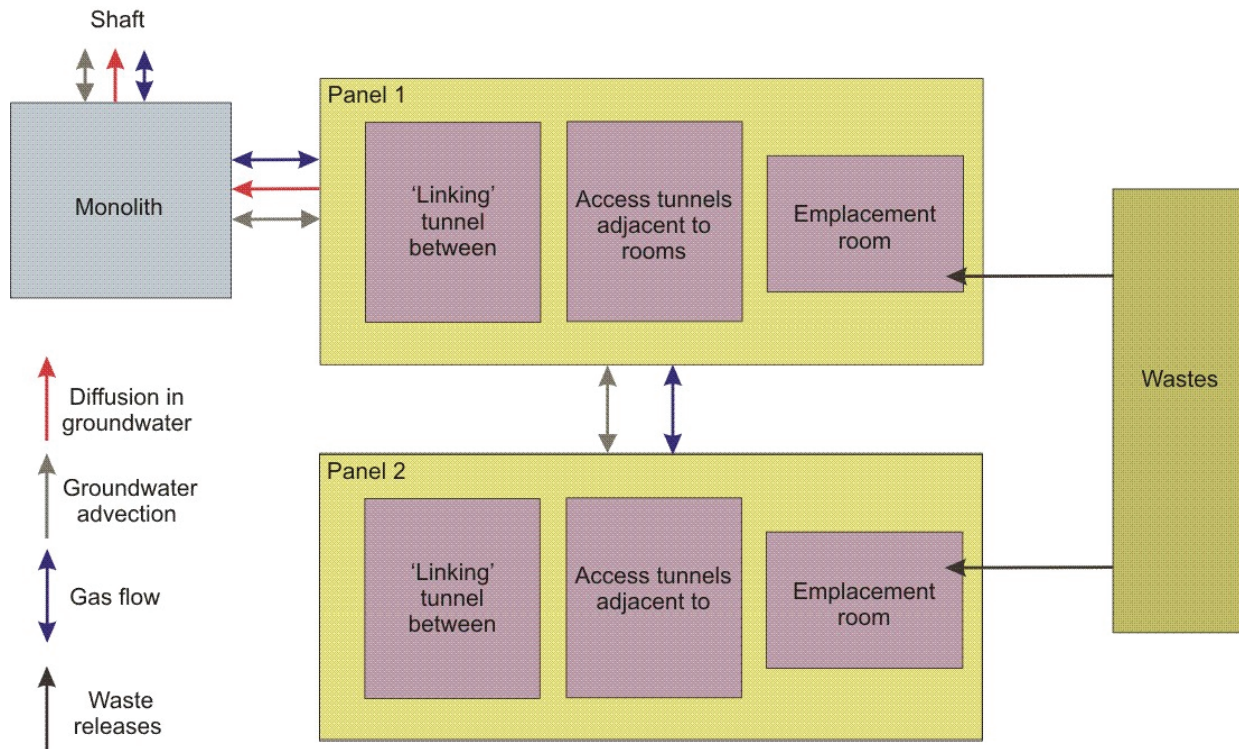 Shaft
Monolith
Panel 1
‘Linking’
tunnel
between
Access tunnels
adjacent to
rooms
Emplacement
room
Wastes
Panel 2
‘Linking’
tunnel
between
Access tunnels
adjacent to
Emplacement
room
Diffusion in
groundwater
Groundwater
advection
Gas flow
Waste
releases